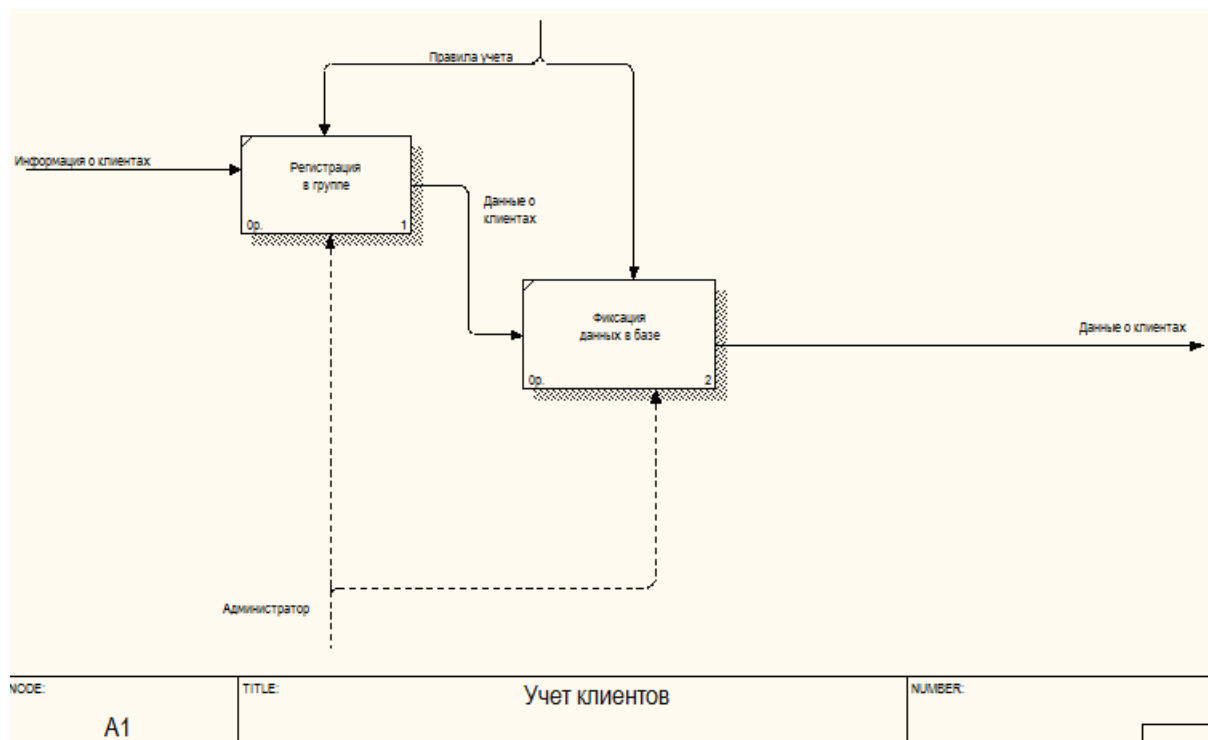 Правила учета
Информация о клиентах
Регистрация
в группе
0р.
1
Данные о
клиентах
Фиксация
данных в базе
0р.
2
Данные о клиентах
Администратор
NODE:
TITLE:
Учет клиентов
NUMBER:
A1